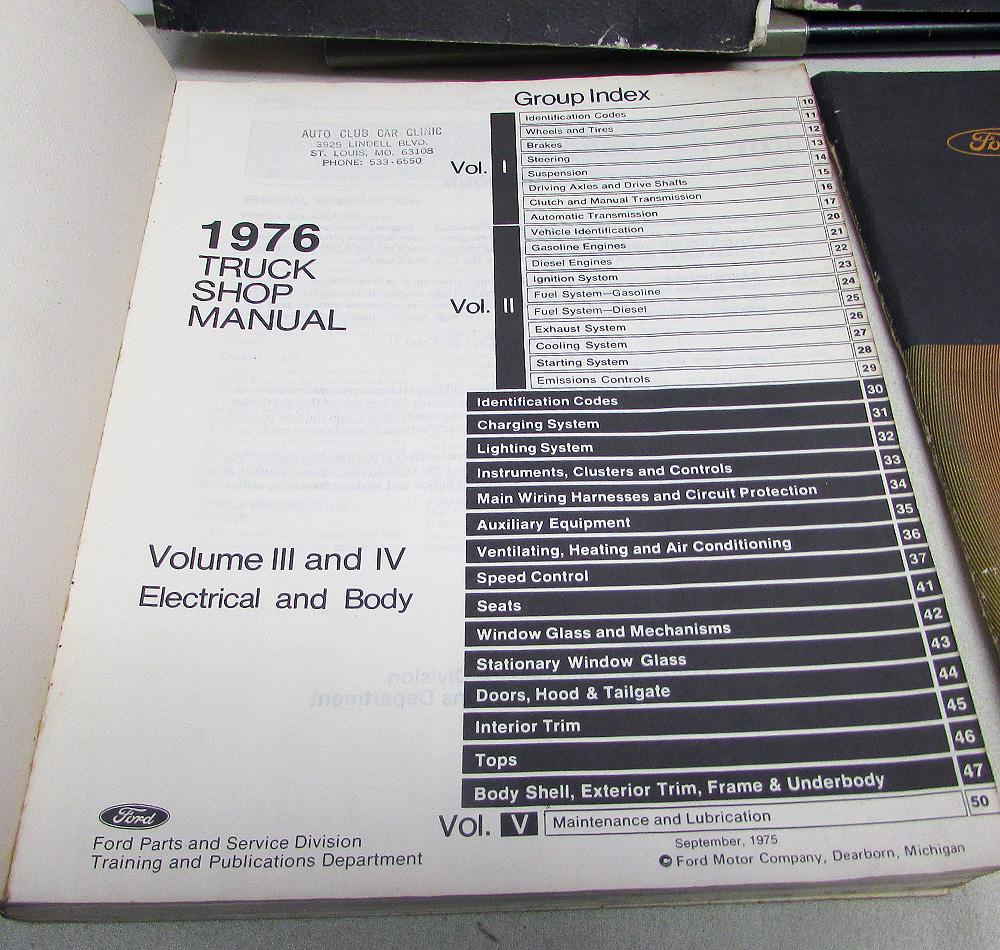 AUTO CLUB CAR CLINIC
3925 LINDELL BLVD.
ST. LOUIS, MO. 63108
PHONE: 533-6550
1976
TRUCK
SHOP
MANUAL
Volume III and IV
Electrical and Body
Group Index
Vol. I
Identification Codes 10
Wheels and Tires 11
Brakes 12
Steering 13
Suspension 14
Driving Axles and Drive Shafts 15
Clutch and Manual Transmission 16
Automatic Transmission 17
Vol. II
Vehicle Identification 20
Gasoline Engines 21
Diesel Engines 22
Ignition System 23
Fuel System—Gasoline 24
Fuel System—Diesel 25
Exhaust System 26
Cooling System 27
Starting System 28
Emissions Controls 29
Identification Codes 30
Charging System 31
Lighting System 32
Instruments, Clusters and Controls 33
Main Wiring Harnesses and Circuit Protection 34
Auxiliary Equipment 35
Ventilating, Heating and Air Conditioning 36
Speed Control 37
Seats 41
Window Glass and Mechanisms 42
Stationary Window Glass 43
Doors, Hood & Tailgate 44
Interior Trim 45
Tops 46
Body Shell, Exterior Trim, Frame & Underbody 47
Vol. V Maintenance and Lubrication 50
Ford
Ford Parts and Service Division
Training and Publications Department
September, 1975
© Ford Motor Company, Dearborn, Michigan